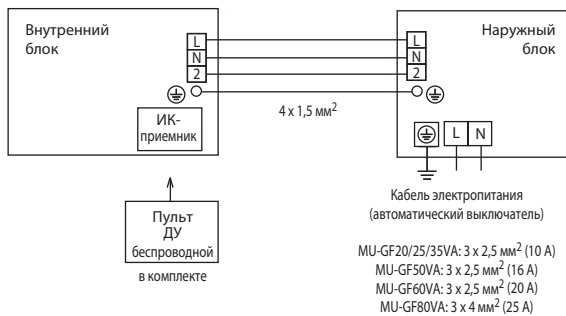 Внутренний
блок
L
N
2
ИК-
приемник
Пульт
ДУ
беспроводной
в комплекте
4 x 1,5 мм²
Наружный
блок
L
N
2
L N
Кабель электропитания
(автоматический выключатель)
MU-GF20/25/35VA: 3 x 2,5 мм² (10 А)
MU-GF50VA: 3 x 2,5 мм² (16 А)
MU-GF60VA: 3 x 2,5 мм² (20 А)
MU-GF80VA: 3 x 4 мм² (25 А)